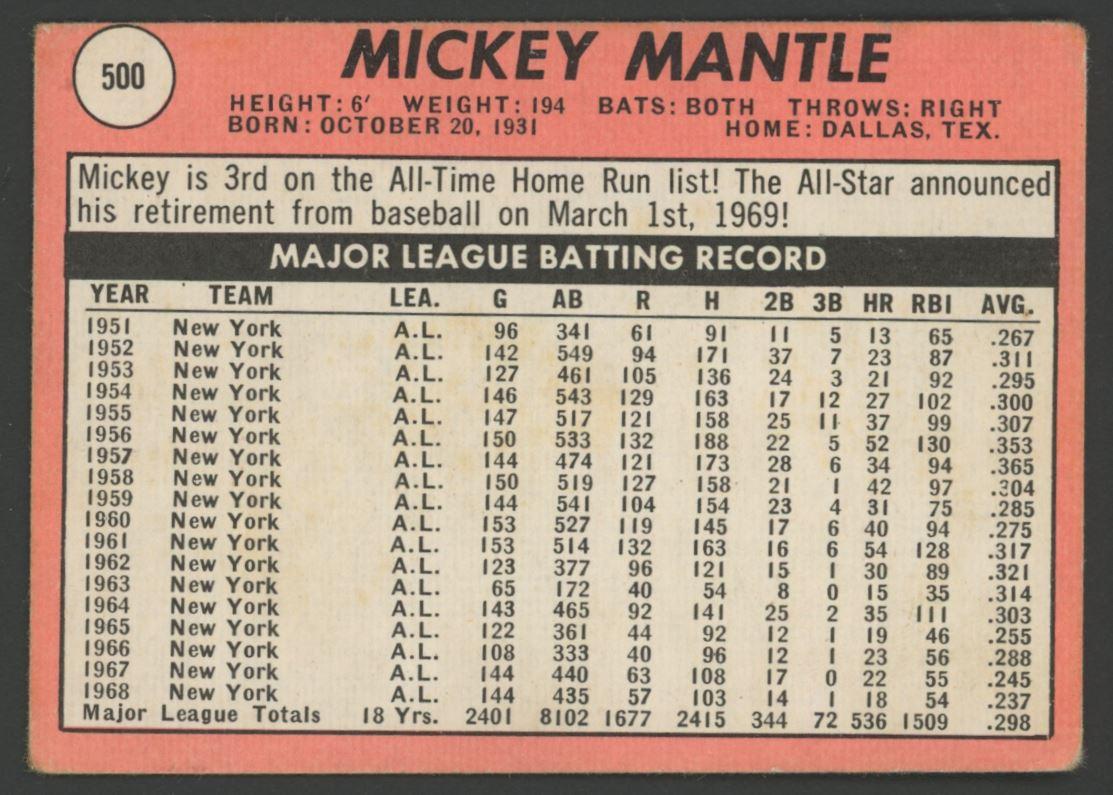 500
MICKEY MANTLE
HEIGHT: 6' WEIGHT: 194 BATS: BOTH THROWS: RIGHT
BORN: OCTOBER 20, 1931 HOME: DALLAS, TEX.
Mickey is 3rd on the All-Time Home Run list! The All-Star announced
his retirement from baseball on March 1st, 1969!
MAJOR LEAGUE BATTING RECORD
YEAR TEAM LEA. G AB R H 2B 3B HR RBI AVG.
1951 New York A.L. 96 341 61 91 11 5 13 65 .267
1952 New York A.L. 142 549 94 171 37 7 23 87 .311
1953 New York A.L. 127 461 105 136 24 3 21 92 .295
1954 New York A.L. 146 543 129 163 17 12 27 102 .300
1955 New York A.L. 147 517 121 158 25 11 37 99 .307
1956 New York A.L. 150 533 132 188 22 5 52 130 .353
1957 New York A.L. 144 474 121 173 28 6 34 94 .365
1958 New York A.L. 150 519 127 158 21 1 42 97 .304
1959 New York A.L. 144 541 104 154 23 4 31 75 .285
1960 New York A.L. 153 527 119 145 17 6 40 94 .275
1961 New York A.L. 153 514 132 163 16 6 54 128 .317
1962 New York A.L. 123 377 96 121 15 1 30 89 .321
1963 New York A.L. 65 172 40 54 8 0 15 35 .314
1964 New York A.L. 143 465 92 141 25 2 35 111 .303
1965 New York A.L. 122 361 44 92 12 1 19 46 .255
1966 New York A.L. 108 333 40 96 12 1 23 56 .288
1967 New York A.L. 144 440 63 108 17 0 22 55 .245
1968 New York A.L. 144 435 57 103 14 1 18 54 .237
Major League Totals 18 Yrs. 2401 8102 1677 2415 344 72 536 1509 .298